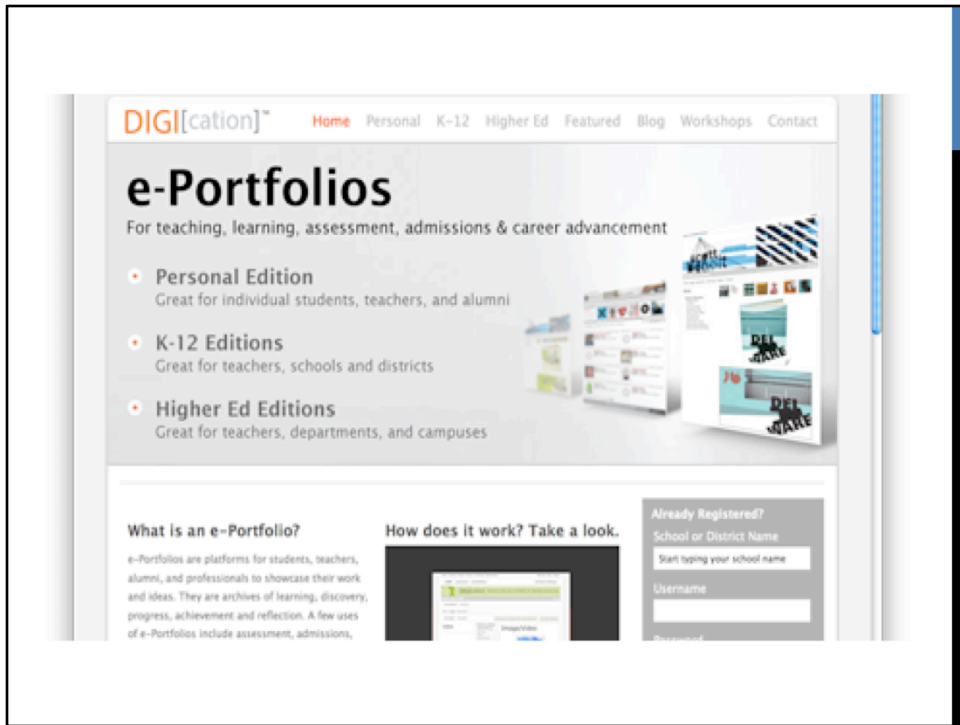 DIGI[cation]™ Home Personal K-12 Higher Ed Featured Blog Workshops Contact
e-Portfolios
For teaching, learning, assessment, admissions & career advancement
Personal Edition
Great for individual students, teachers, and alumni
K-12 Editions
Great for teachers, schools and districts
Higher Ed Editions
Great for teachers, departments, and campuses
What is an e-Portfolio?
e-Portfolios are platforms for students, teachers,
alumni, and professionals to showcase their work
and ideas. They are archives of learning, discovery,
progress, achievement and reflection. A few uses
of e-Portfolios include assessment, admissions,
How does it work? Take a look.
Image/Video
Already Registered?
School or District Name
Start typing your school name
Username
Password